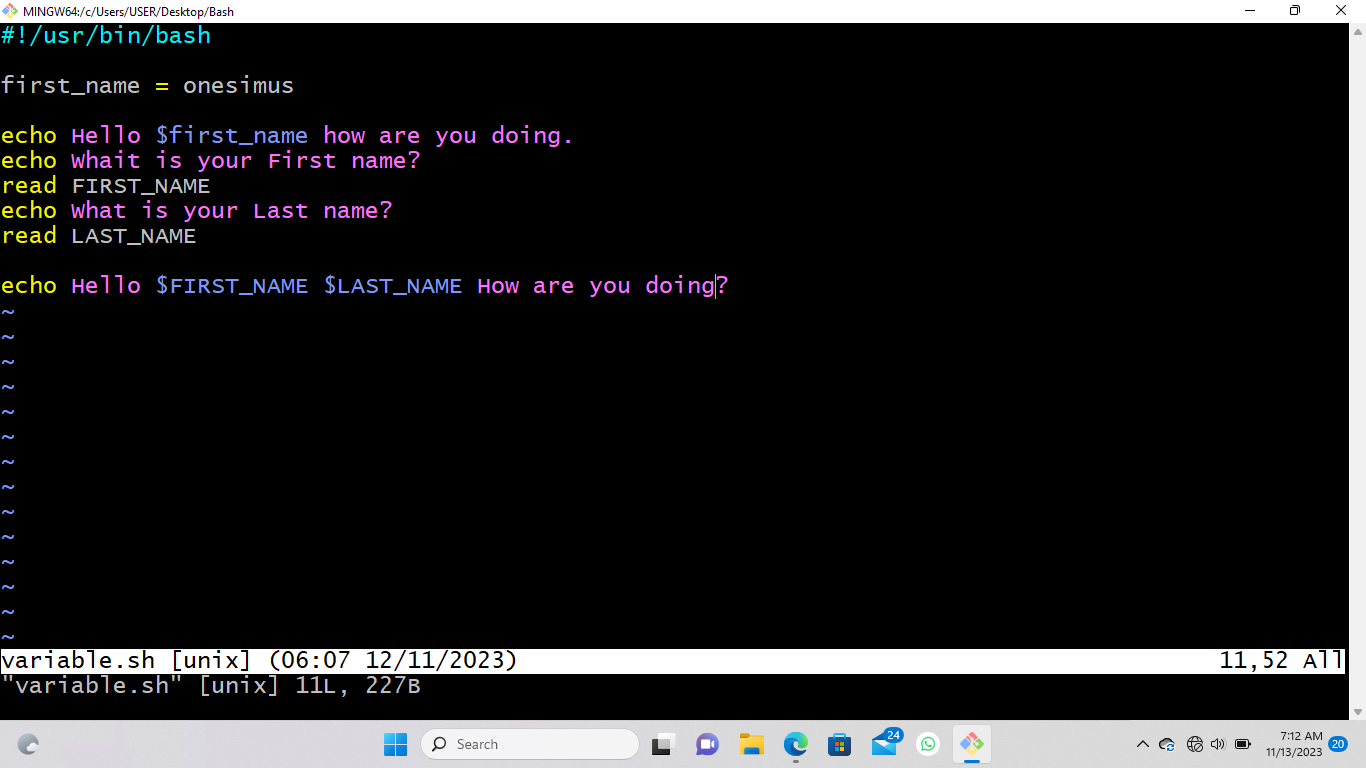 MINGW64:/c/Users/USER/Desktop/Bash
#!/usr/bin/bash
first_name = onesimus
echo Hello $first_name how are you doing.
echo Whait is your First name?
read FIRST_NAME
echo What is your Last name?
read LAST_NAME
echo Hello $FIRST_NAME $LAST_NAME How are you doing?
~
~
~
~
~
~
~
~
~
~
~
~
~
~
variable.sh [unix] (06:07 12/11/2023) 11,52 All
"variable.sh" [unix] 11L, 227B
Search
24
7:12 AM
11/13/2023
20